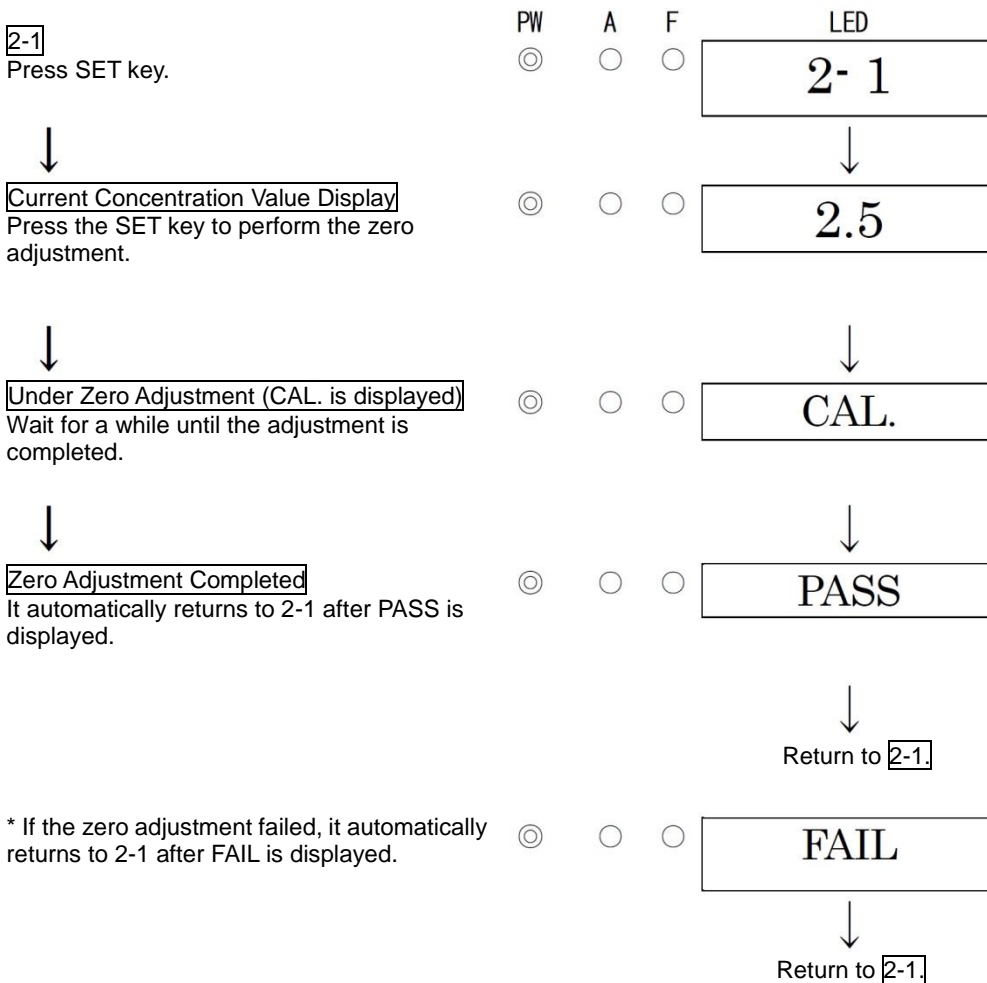 PW A F LED
2-1
Press SET key.
2- 1
Current Concentration Value Display
Press the SET key to perform the zero
adjustment.
2.5
Under Zero Adjustment (CAL. is displayed)
Wait for a while until the adjustment is
completed.
CAL.
Zero Adjustment Completed
It automatically returns to 2-1 after PASS is
displayed.
PASS
Return to 2-1.
* If the zero adjustment failed, it automatically
returns to 2-1 after FAIL is displayed.
FAIL
Return to 2-1.